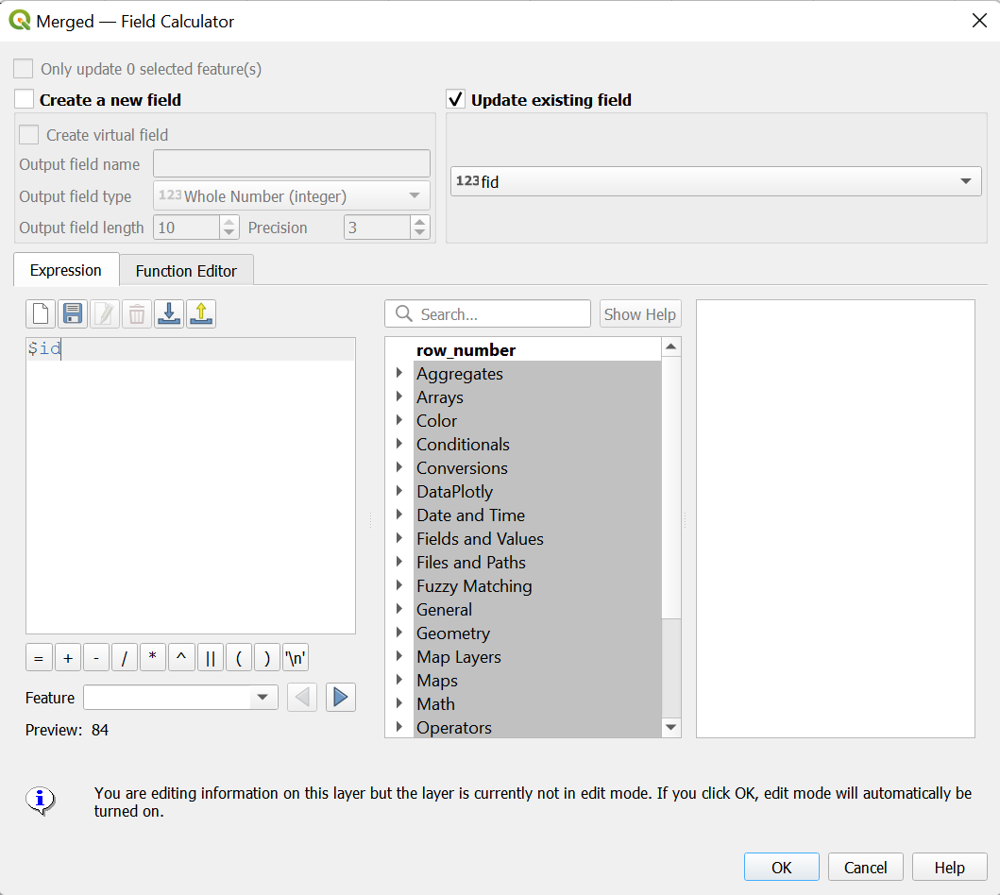 Merged — Field Calculator
Only update 0 selected feature(s)
Create a new field
Update existing field
Create virtual field
Output field name
123 fid
Output field type
123 Whole Number (integer)
Output field length
10
Precision
3
Expression
Function Editor
Search...
Show Help
$id
row_number
Aggregates
Arrays
Color
Conditionals
Conversions
DataPlotly
Date and Time
Fields and Values
Files and Paths
Fuzzy Matching
General
Geometry
Map Layers
Maps
Math
Operators
= + - / * ^ || ( ) '\n'
Feature
Preview: 84
You are editing information on this layer but the layer is currently not in edit mode. If you click OK, edit mode will automatically be
turned on.
OK
Cancel
Help